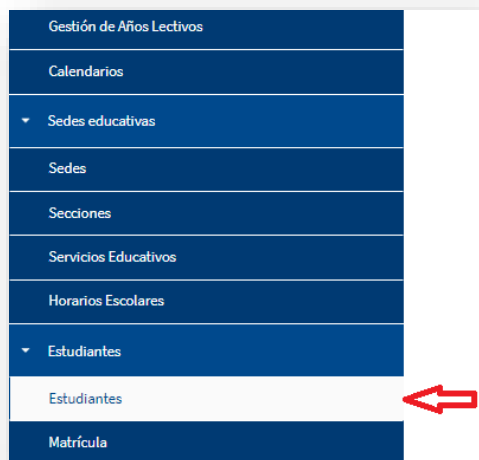 Gestión de Años Lectivos
Calendarios
Sedes educativas
Sedes
Secciones
Servicios Educativos
Horarios Escolares
Estudiantes
Estudiantes
Matrícula